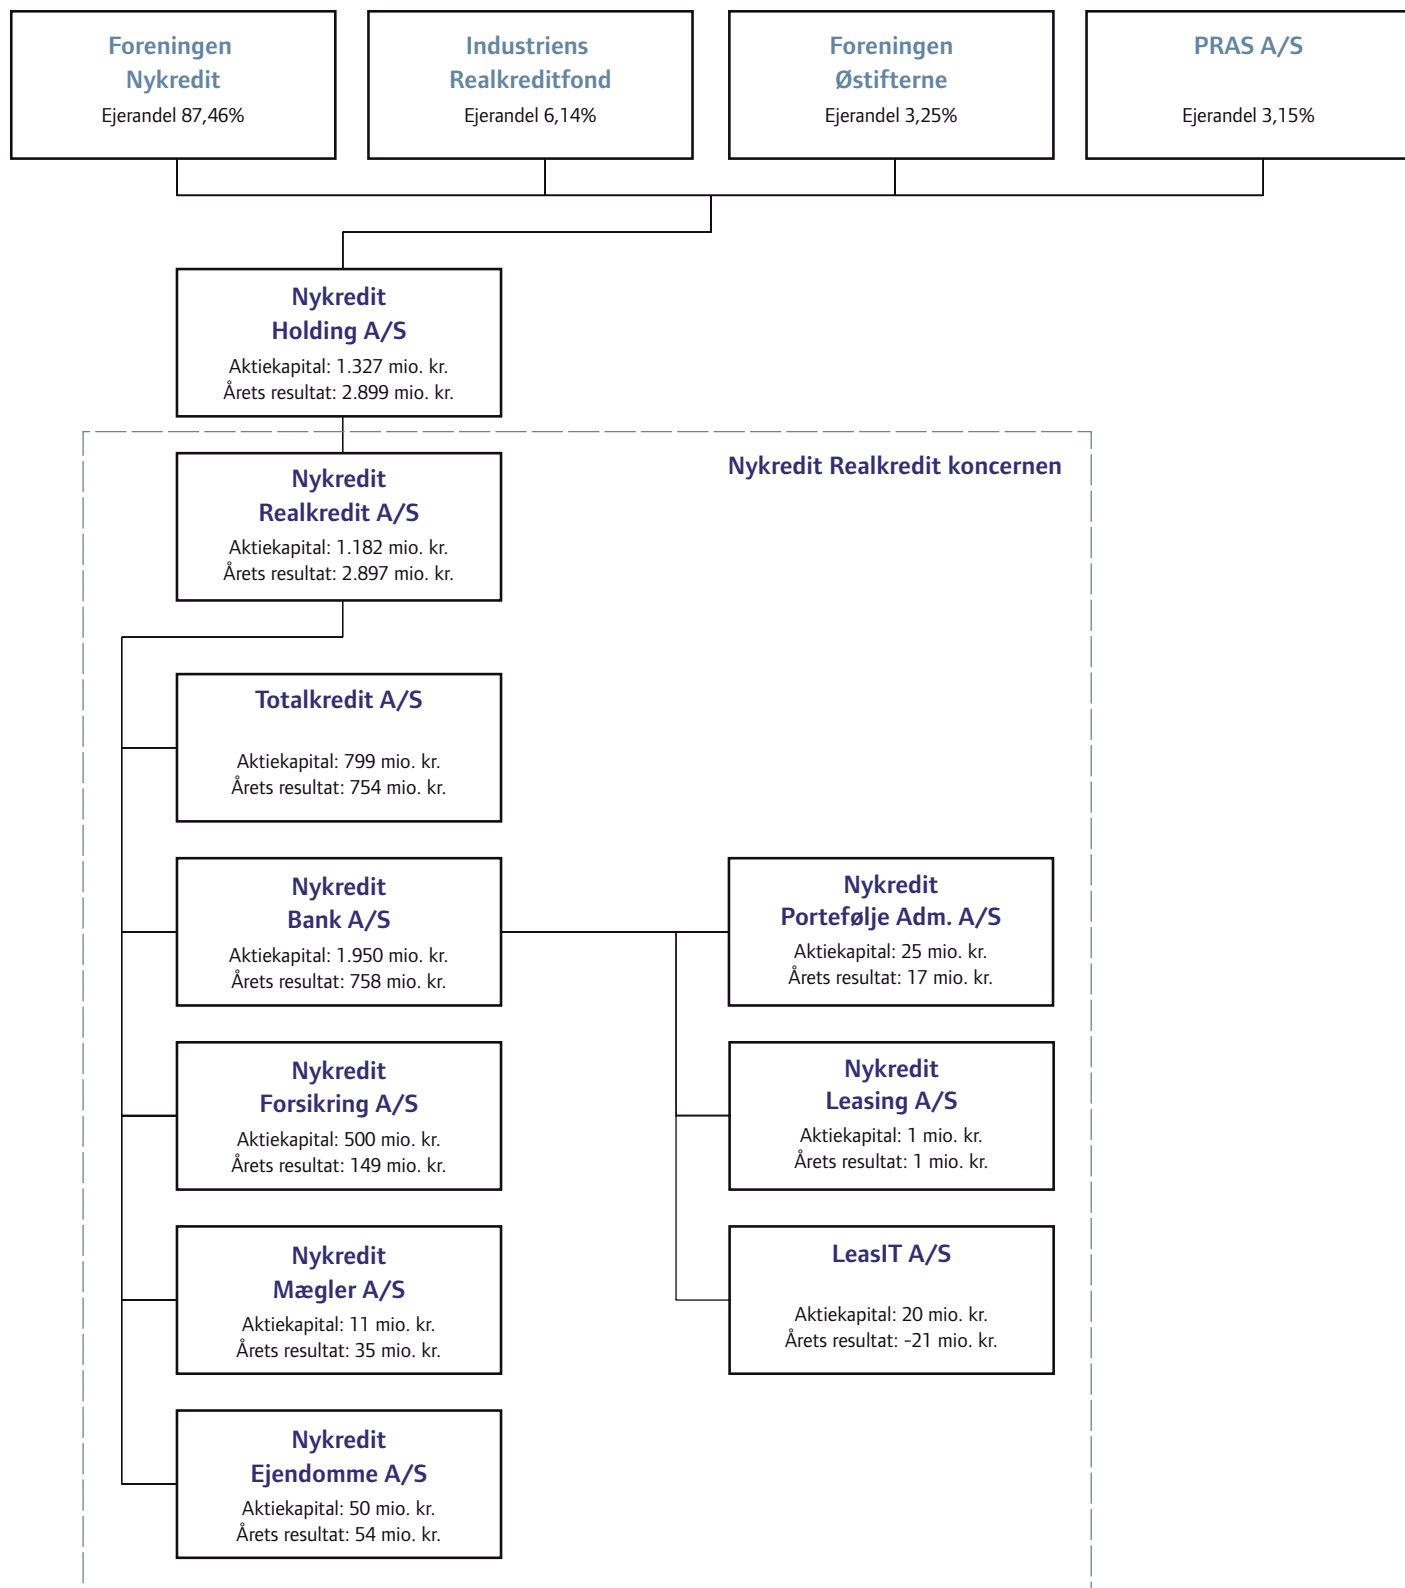 Foreningen
Nykredit
Ejerandel 87,46%
Industriens
Realkreditfond
Ejerandel 6,14%
Foreningen
Østifterne
Ejerandel 3,25%
PRAS A/S
Ejerandel 3,15%
Nykredit
Holding A/S
Aktiekapital: 1.327 mio. kr.
Årets resultat: 2.899 mio. kr.
Nykredit Realkredit koncernen
Nykredit
Realkredit A/S
Aktiekapital: 1.182 mio. kr.
Årets resultat: 2.897 mio. kr.
Totalkredit A/S
Aktiekapital: 799 mio. kr.
Årets resultat: 754 mio. kr.
Nykredit
Bank A/S
Aktiekapital: 1.950 mio. kr.
Årets resultat: 758 mio. kr.
Nykredit
Portefølje Adm. A/S
Aktiekapital: 25 mio. kr.
Årets resultat: 17 mio. kr.
Nykredit
Forsikring A/S
Aktiekapital: 500 mio. kr.
Årets resultat: 149 mio. kr.
Nykredit
Leasing A/S
Aktiekapital: 1 mio. kr.
Årets resultat: 1 mio. kr.
Nykredit
Mægler A/S
Aktiekapital: 11 mio. kr.
Årets resultat: 35 mio. kr.
LeasIT A/S
Aktiekapital: 20 mio. kr.
Årets resultat: -21 mio. kr.
Nykredit
Ejendomme A/S
Aktiekapital: 50 mio. kr.
Årets resultat: 54 mio. kr.